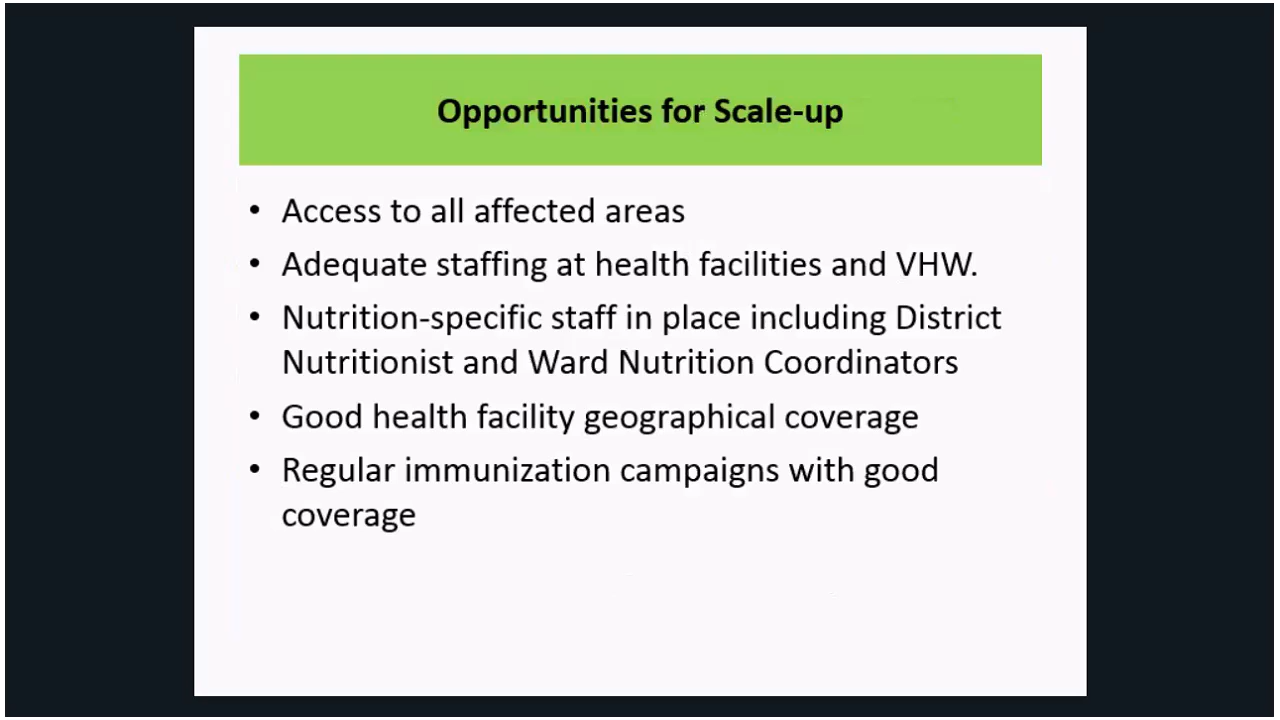 Opportunities for Scale-up
• Access to all affected areas
• Adequate staffing at health facilities and VHW.
• Nutrition-specific staff in place including District
Nutritionist and Ward Nutrition Coordinators
• Good health facility geographical coverage
• Regular immunization campaigns with good
coverage